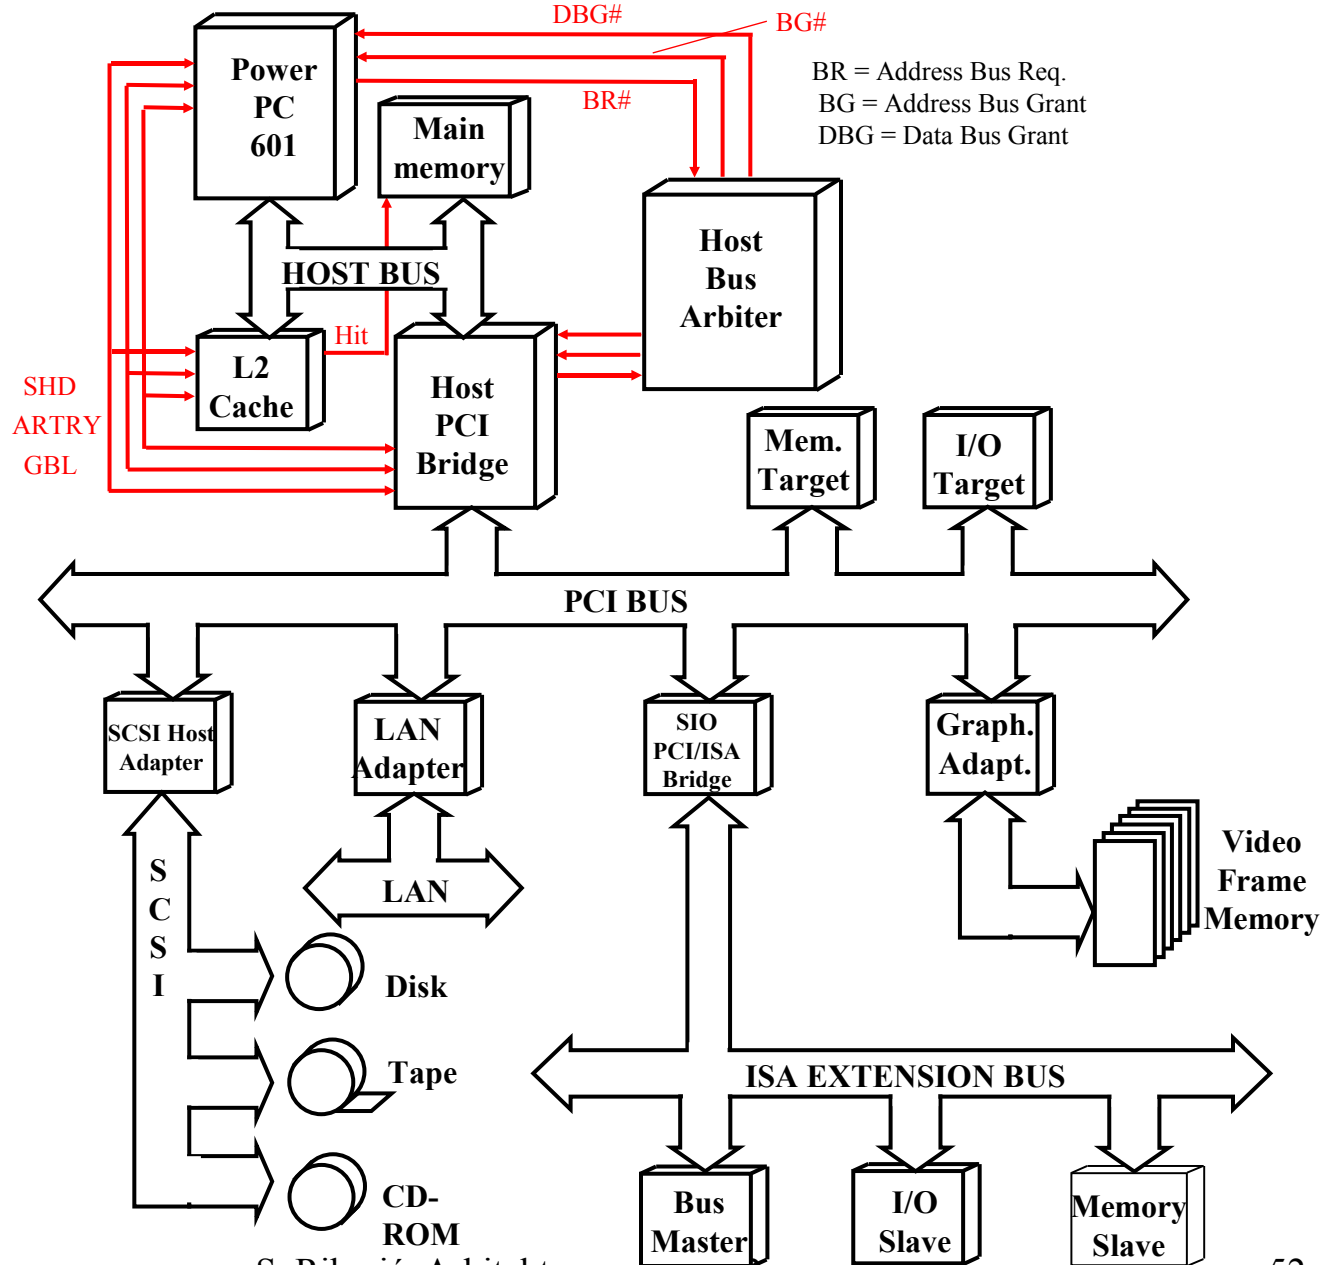 DBG#
BG#
Power
PC
601
BR#
BR = Address Bus Req.
BG = Address Bus Grant
DBG = Data Bus Grant
Main
memory
Host
Bus
Arbiter
HOST BUS
Hit
L2
Cache
Host
PCI
Bridge
SHD
ARTRY
GBL
Mem.
Target
I/O
Target
PCI BUS
SCSI Host
Adapter
LAN
Adapter
SIO
PCI/ISA
Bridge
Graph.
Adapt.
Video
Frame
Memory
S
C
S
I
LAN
Disk
Tape
CD-
ROM
ISA EXTENSION BUS
Bus
Master
I/O
Slave
Memory
Slave
52